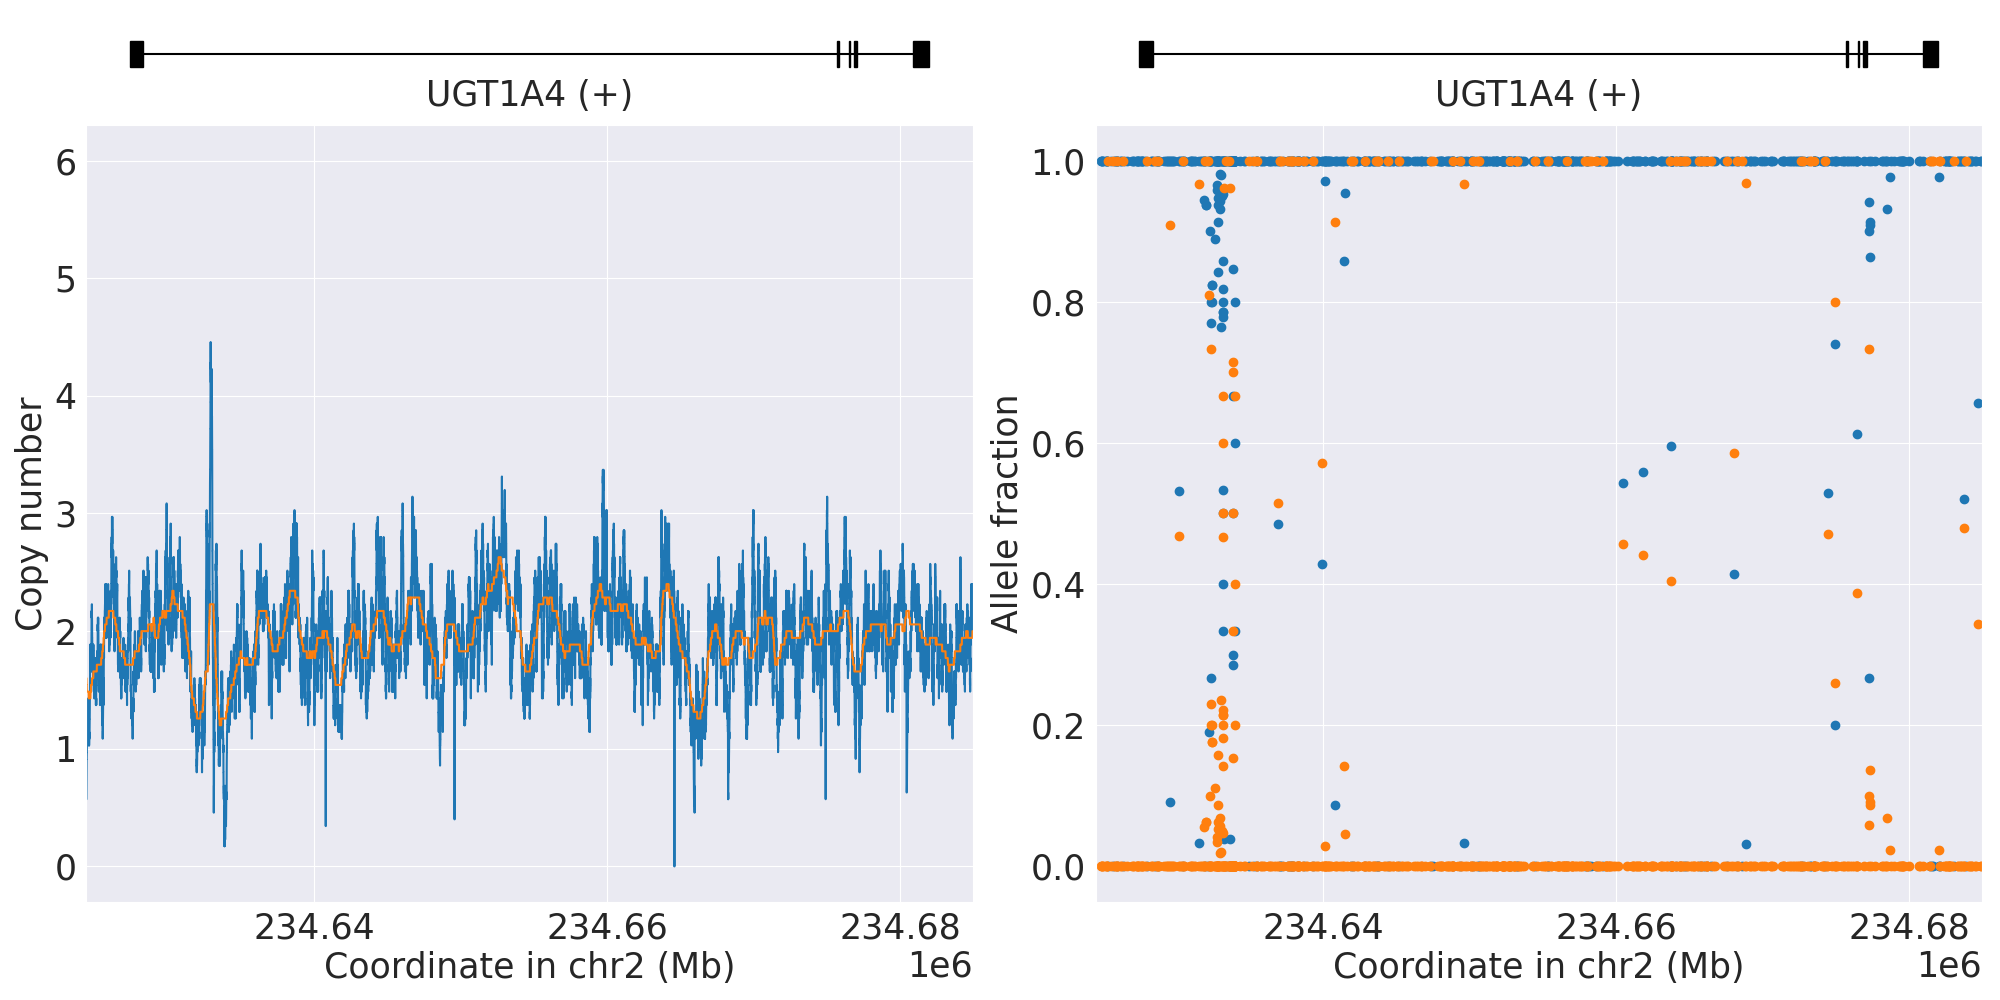 UGT1A4 (+)
6
5
4
3
2
1
0
Copy number
234.64
234.66
234.68
Coordinate in chr2 (Mb)
1e6
UGT1A4 (+)
1.0
0.8
0.6
0.4
0.2
0.0
Allele fraction
234.64
234.66
234.68
Coordinate in chr2 (Mb)
1e6